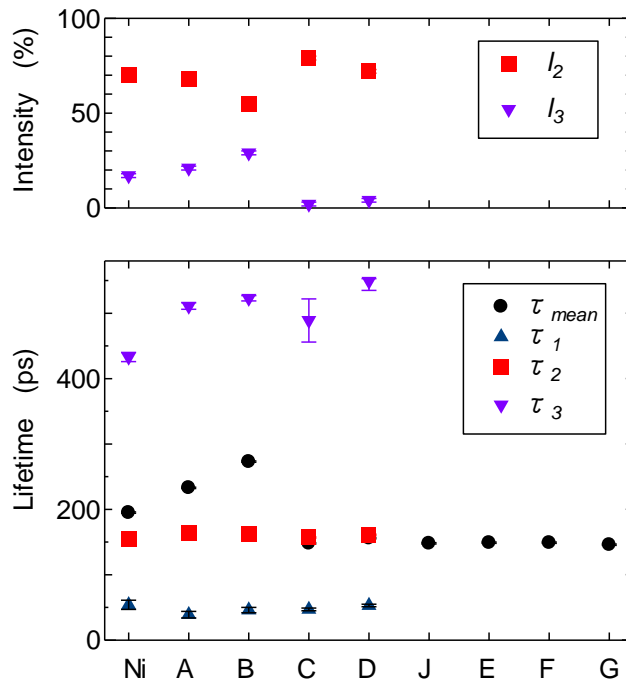 Intensity (%)
100
50
0
I2
I3
Lifetime (ps)
400
200
0
τ mean
τ 1
τ 2
τ 3
Ni A B C D J E F G